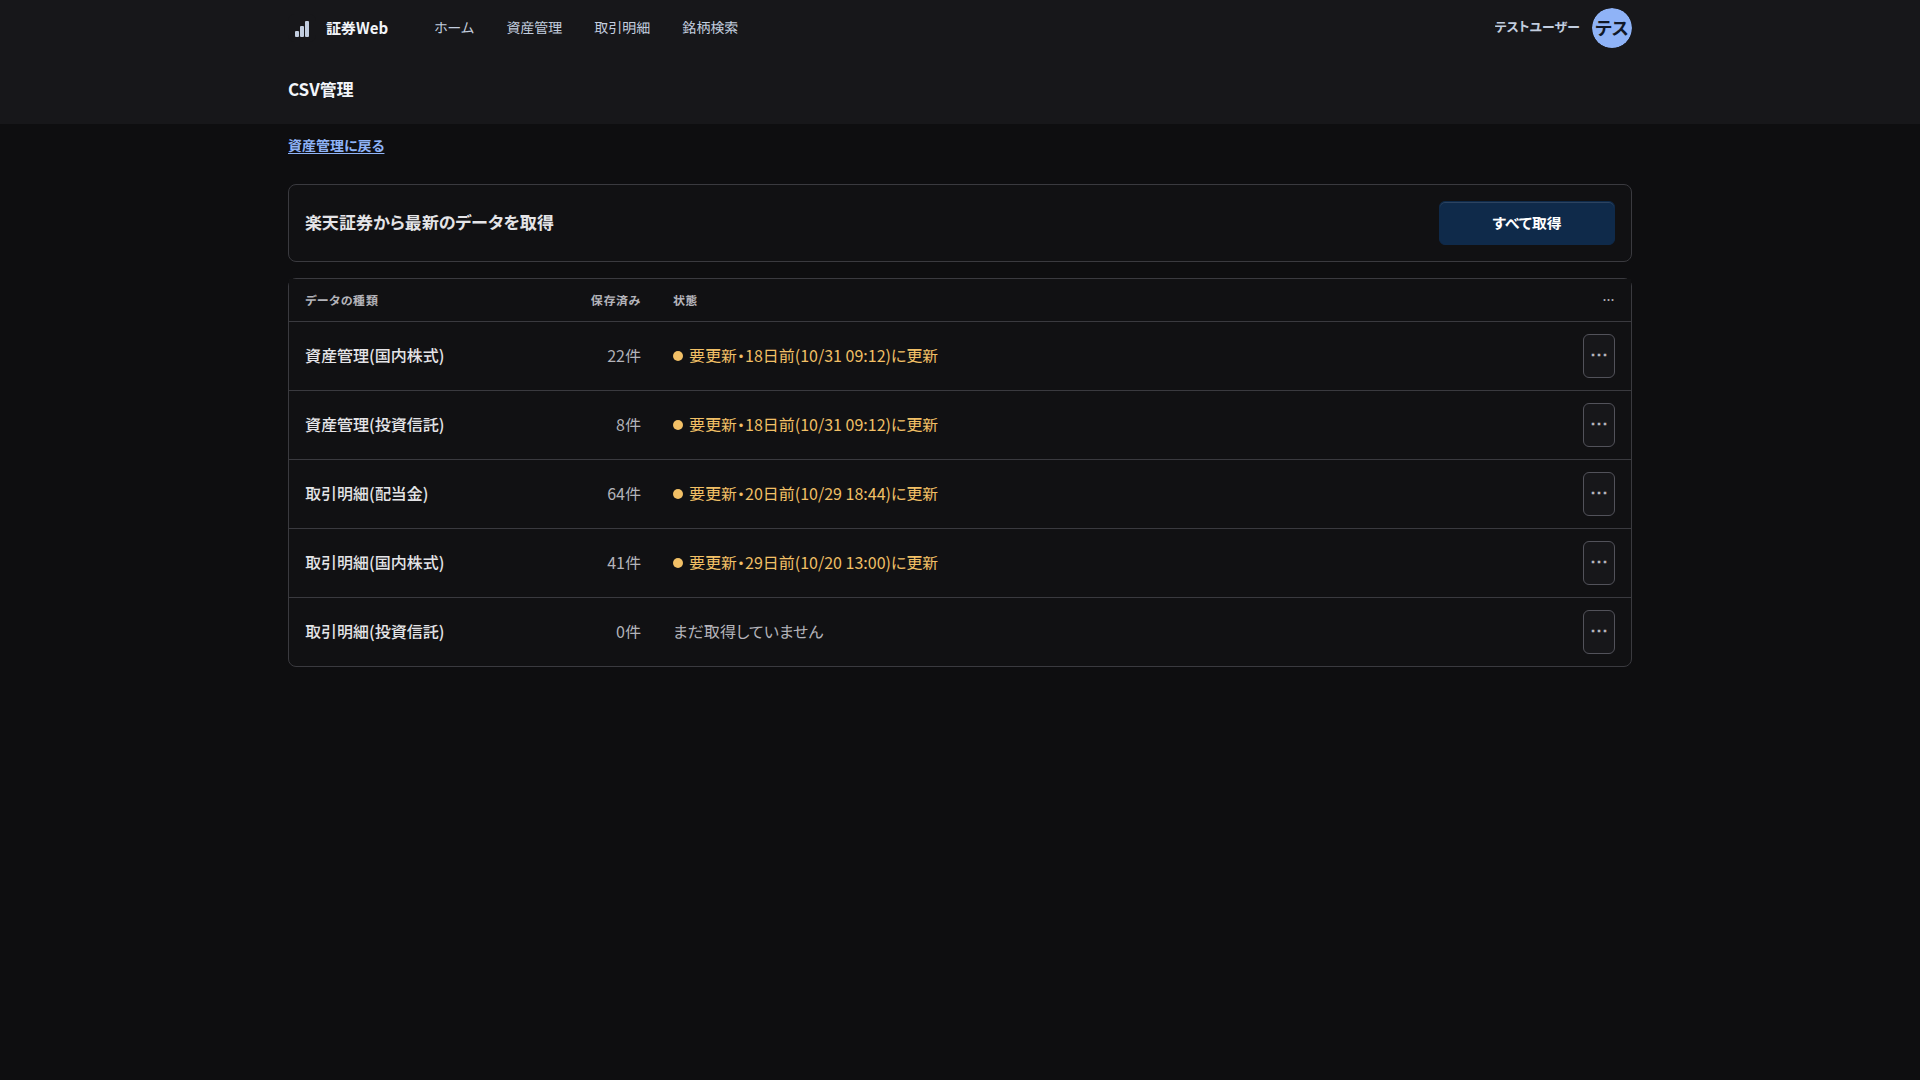 証券Web ホーム 資産管理 取引明細 銘柄検索 テストユーザー テス
CSV管理
資産管理に戻る
楽天証券から最新のデータを取得 すべて取得
データの種類 保存済み 状態 …
資産管理(国内株式) 22件 要更新・18日前(10/31 09:12)に更新 …
資産管理(投資信託) 8件 要更新・18日前(10/31 09:12)に更新 …
取引明細(配当金) 64件 要更新・20日前(10/29 18:44)に更新 …
取引明細(国内株式) 41件 要更新・29日前(10/20 13:00)に更新 …
取引明細(投資信託) 0件 まだ取得していません …